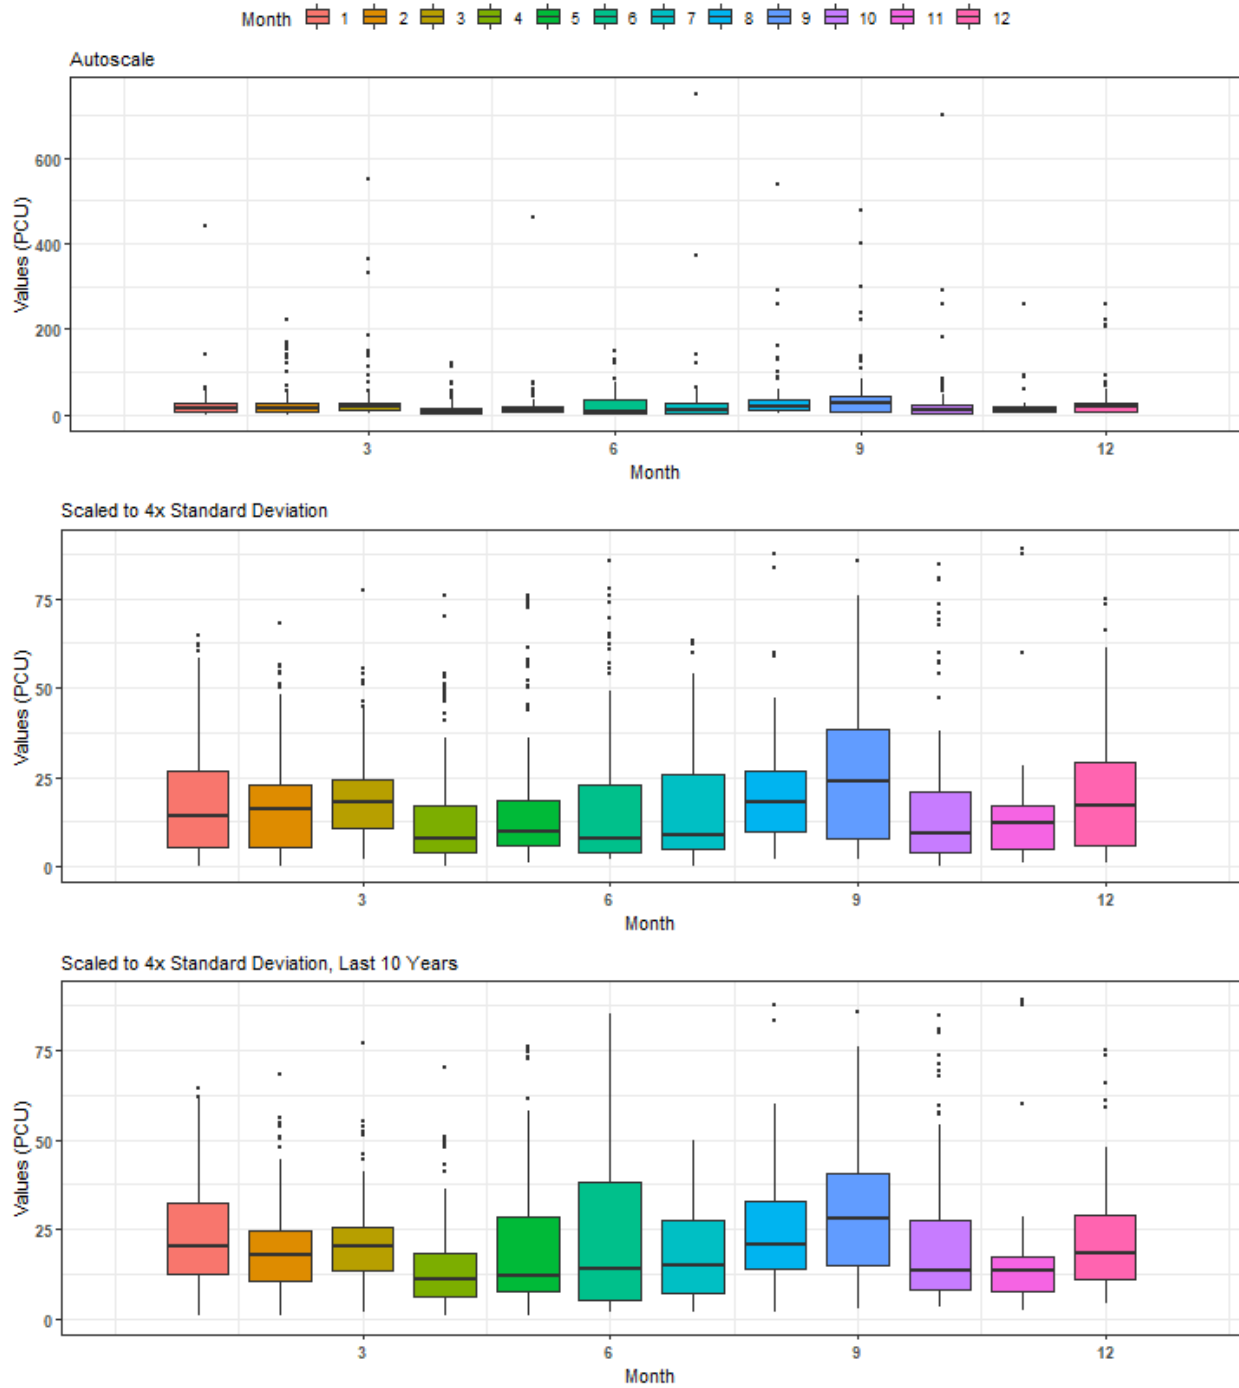 Month 1 2 3 4 5 6 7 8 9 10 11 12
Autoscale
600
400
200
0
Values (PCU)
3 6 9 12
Month
Scaled to 4x Standard Deviation
75
50
25
0
Values (PCU)
3 6 9 12
Month
Scaled to 4x Standard Deviation, Last 10 Years
75
50
25
0
Values (PCU)
3 6 9 12
Month